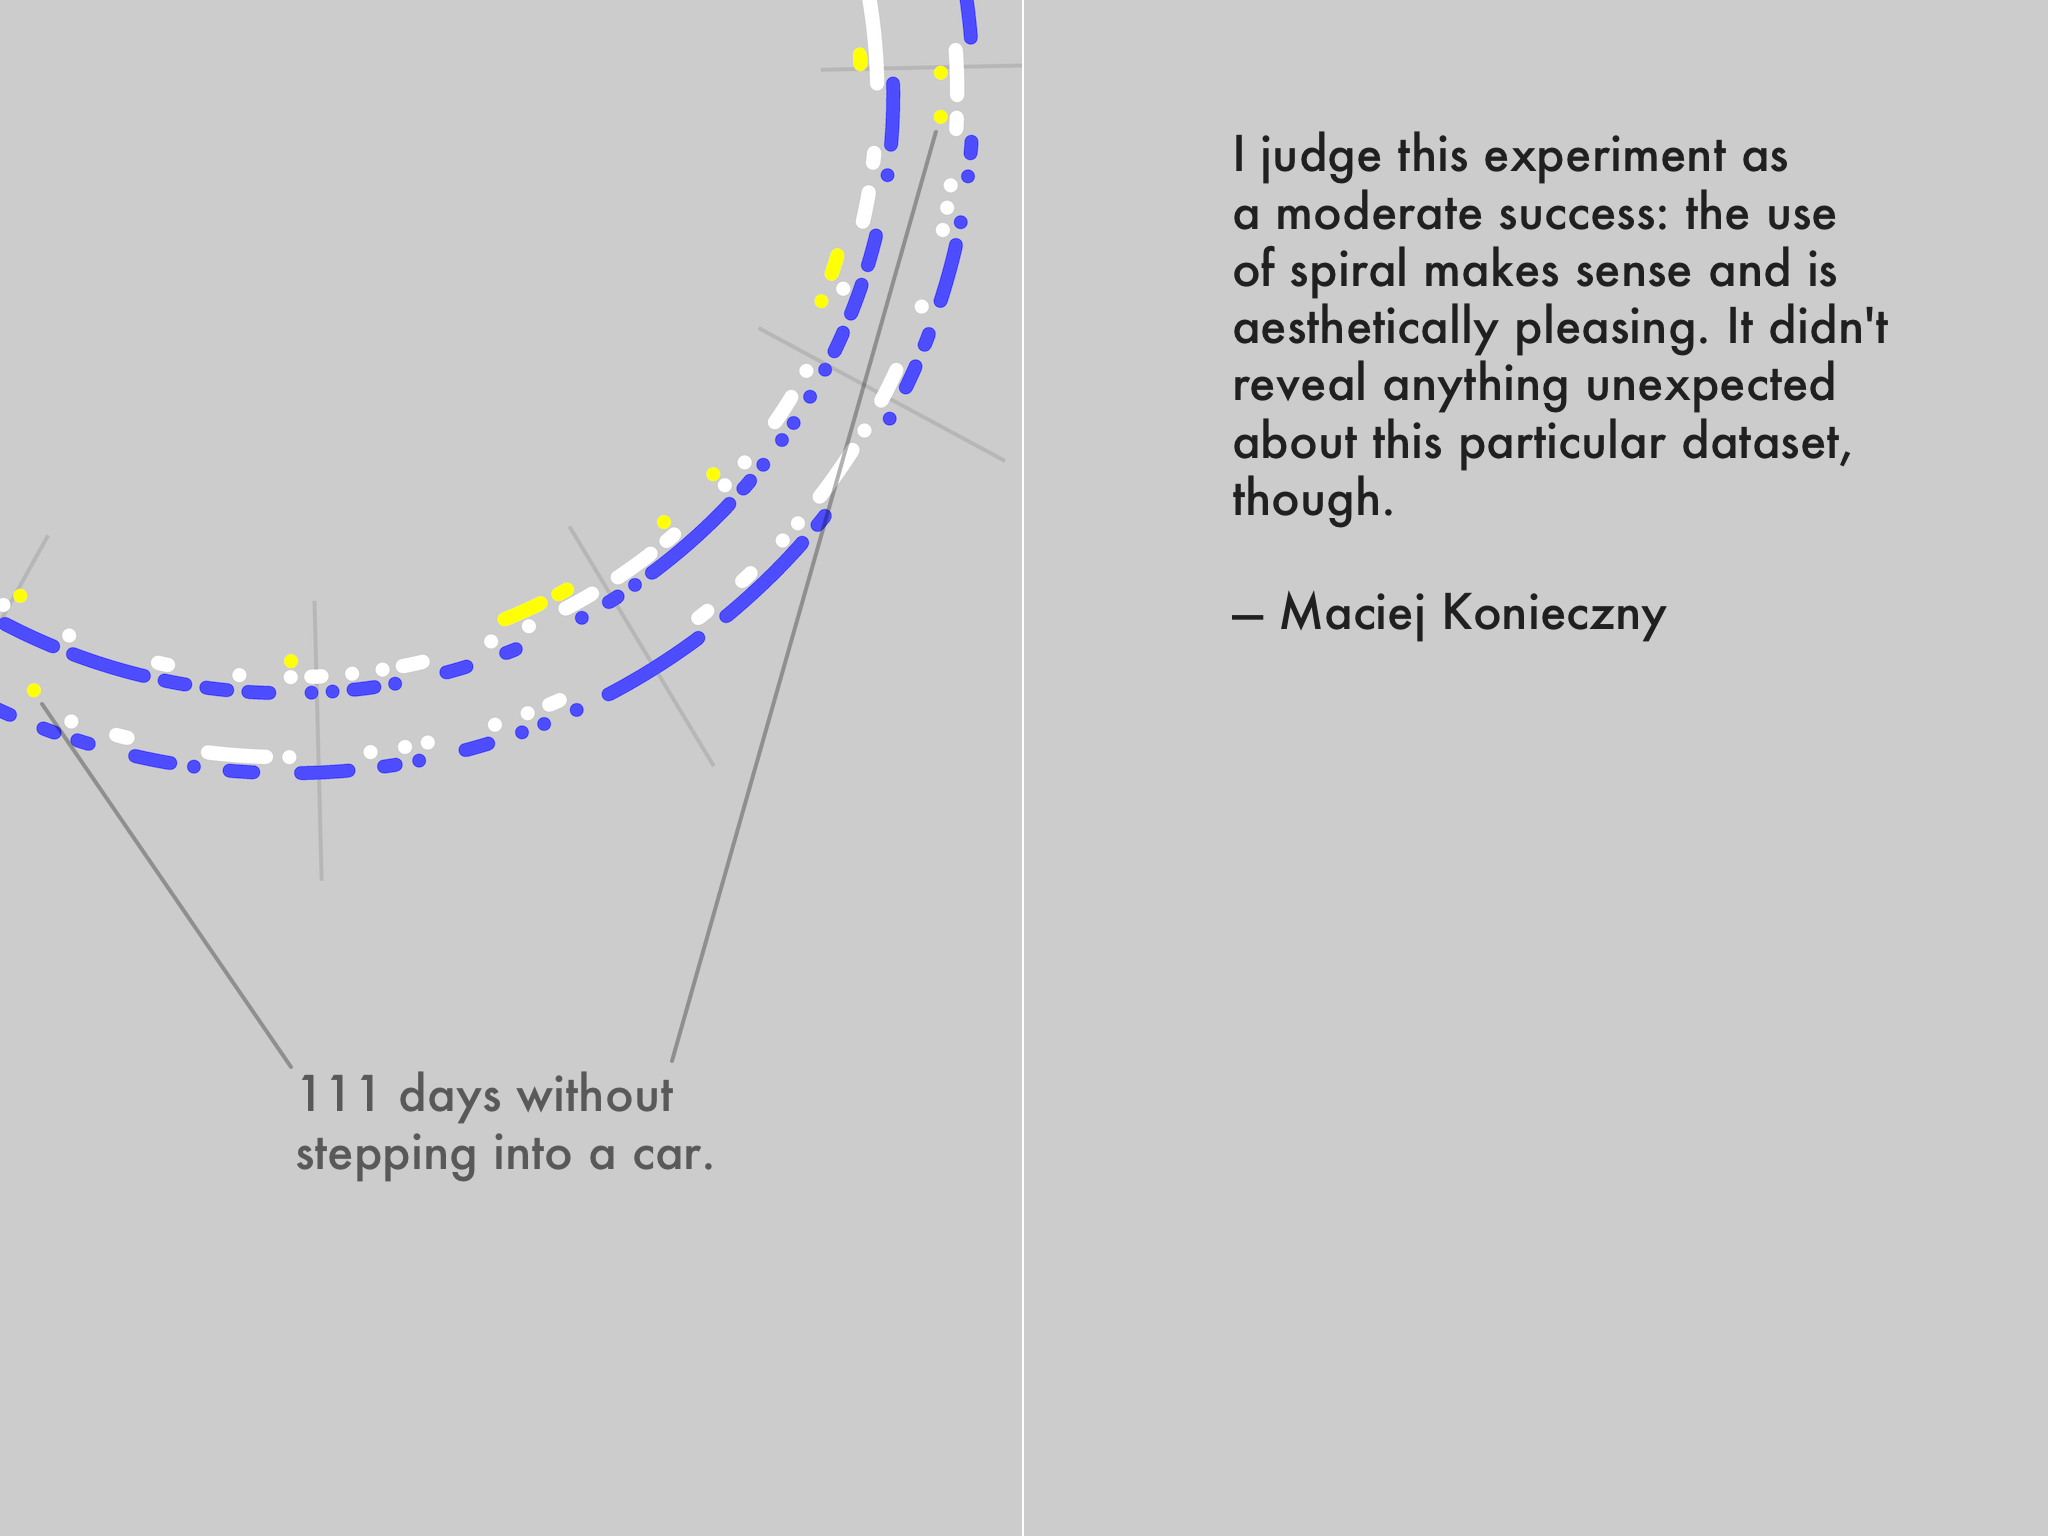 111 days without
stepping into a car.
I judge this experiment as
a moderate success: the use
of spiral makes sense and is
aesthetically pleasing. It didn't
reveal anything unexpected
about this particular dataset,
though.
— Maciej Konieczny